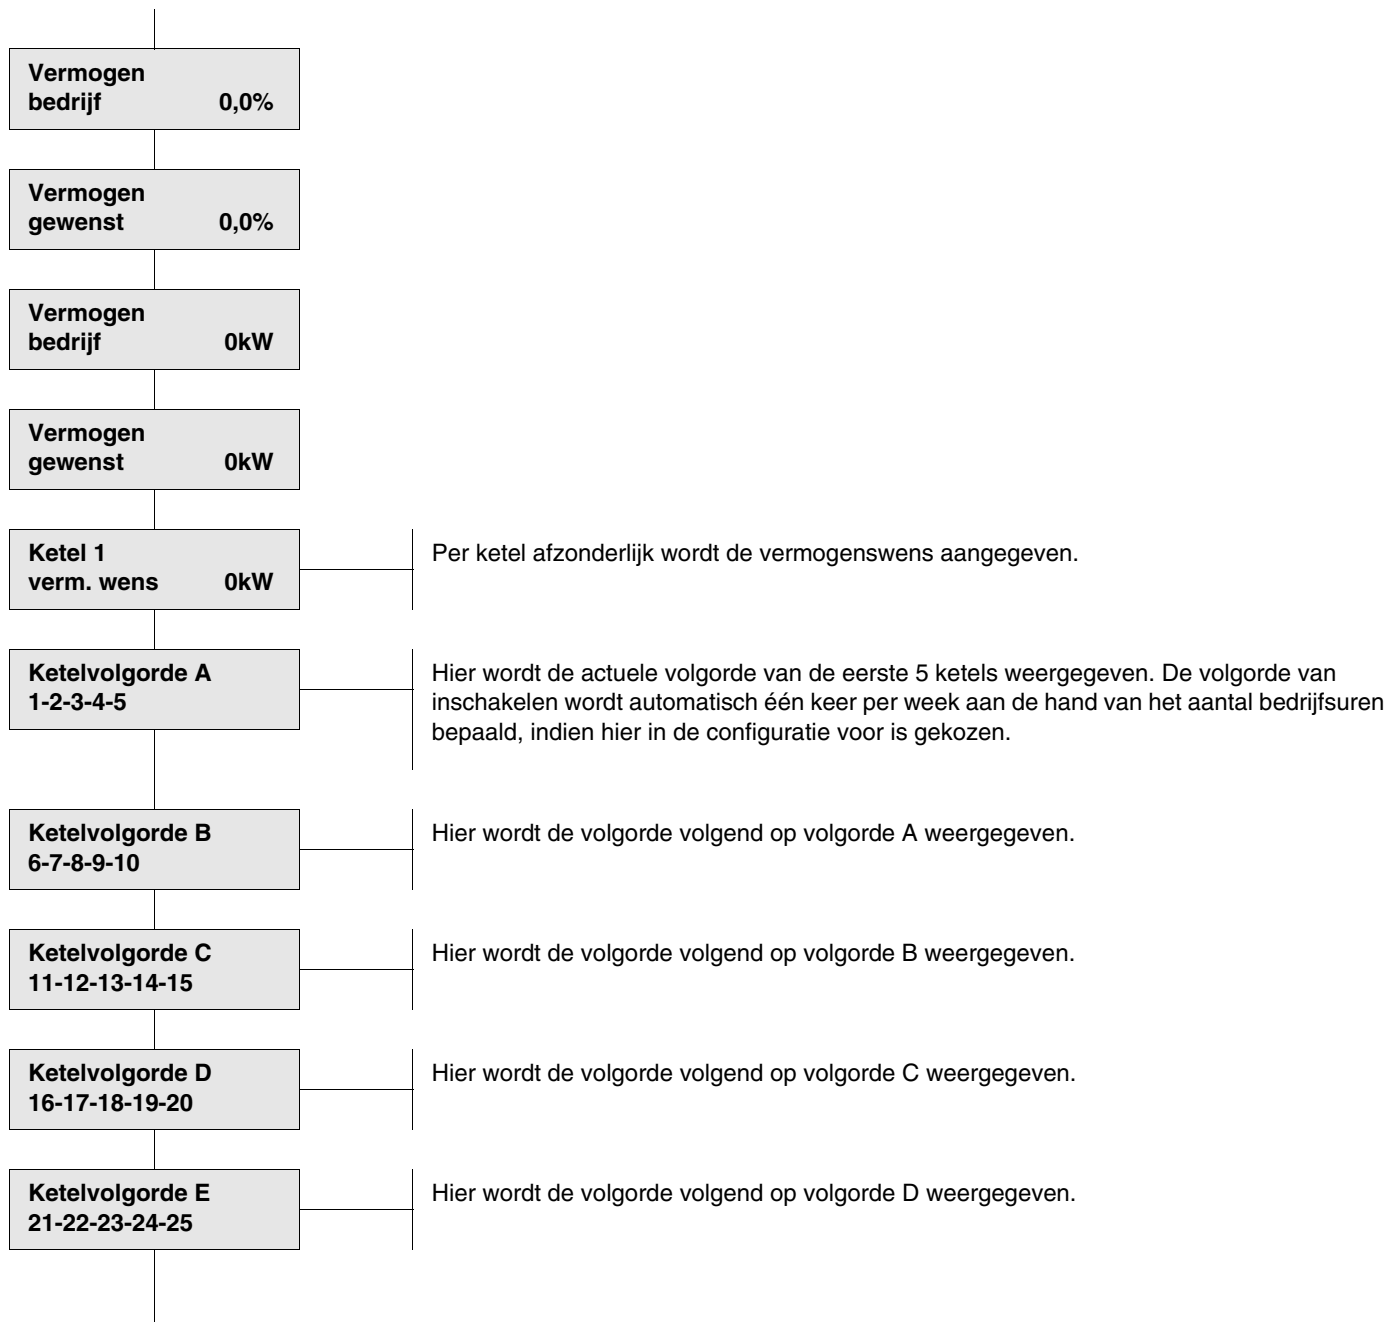 Vermogen
bedrijf 0,0%
Vermogen
gewenst 0,0%
Vermogen
bedrijf 0kW
Vermogen
gewenst 0kW
Ketel 1
verm. wens 0kW
Per ketel afzonderlijk wordt de vermogenswens aangegeven.
Ketelvolgorde A
1-2-3-4-5
Hier wordt de actuele volgorde van de eerste 5 ketels weergegeven. De volgorde van
inschakelen wordt automatisch één keer per week aan de hand van het aantal bedrijfsuren
bepaald, indien hier in de configuratie voor is gekozen.
Ketelvolgorde B
6-7-8-9-10
Hier wordt de volgorde volgend op volgorde A weergegeven.
Ketelvolgorde C
11-12-13-14-15
Hier wordt de volgorde volgend op volgorde B weergegeven.
Ketelvolgorde D
16-17-18-19-20
Hier wordt de volgorde volgend op volgorde C weergegeven.
Ketelvolgorde E
21-22-23-24-25
Hier wordt de volgorde volgend op volgorde D weergegeven.